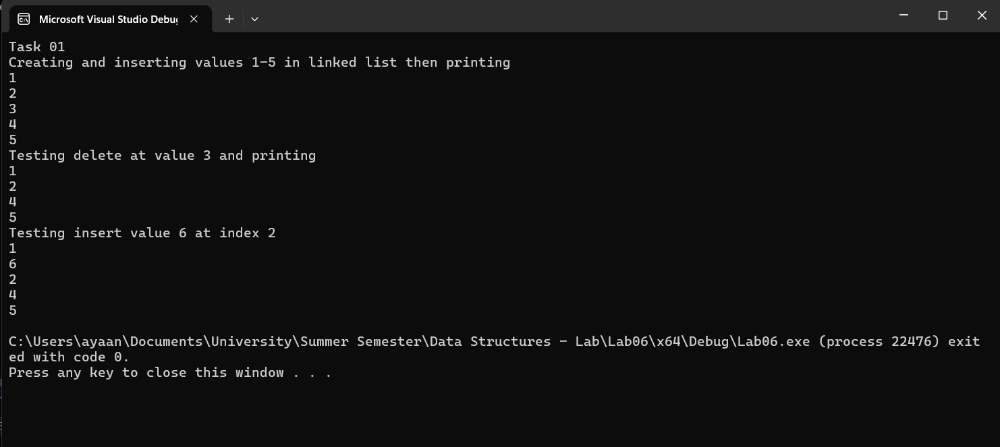 Microsoft Visual Studio Debug
Task 01
Creating and inserting values 1-5 in linked list then printing
1
2
3
4
5
Testing delete at value 3 and printing
1
2
4
5
Testing insert value 6 at index 2
1
6
2
4
5
C:\Users\ayaan\Documents\University\Summer Semester\Data Structures - Lab\Lab06\x64\Debug\Lab06.exe (process 22476) exit
ed with code 0.
Press any key to close this window . . .